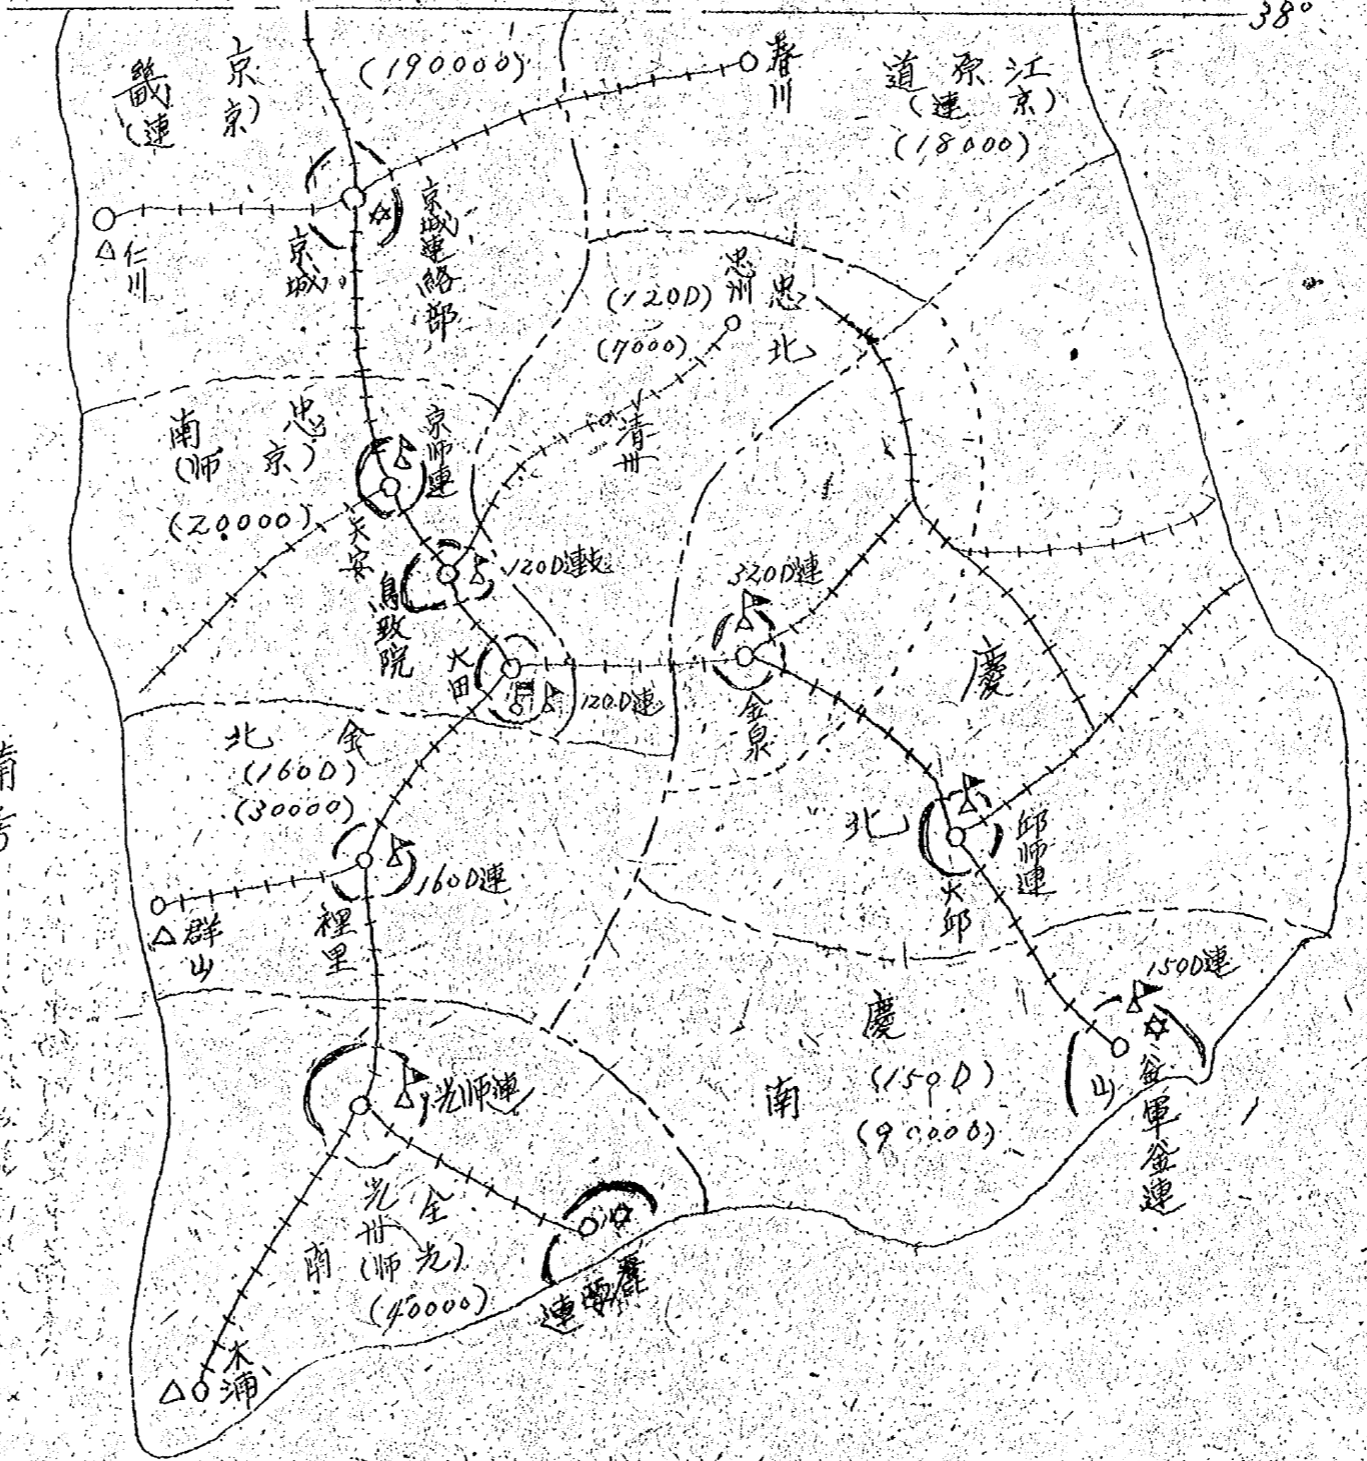 38°
京畿
(京連)
(190000)
春川
江原道
(京連)
(18000)
仁川
京城
京城連絡部
忠州
(120D)
(7000)
忠北
清州
忠南
(京師)
(20000)
京師連
天安
鳥致院
120D連支
大田
120D連
320D連
金泉
慶北
邱師連
大邱
全北
(160D)
(30000)
160D連
裡里
群山
慶南
(150D)
(90000)
150D連
釜山
釜軍釜連
光師連
光州
全南
(光師)
(40000)
木浦